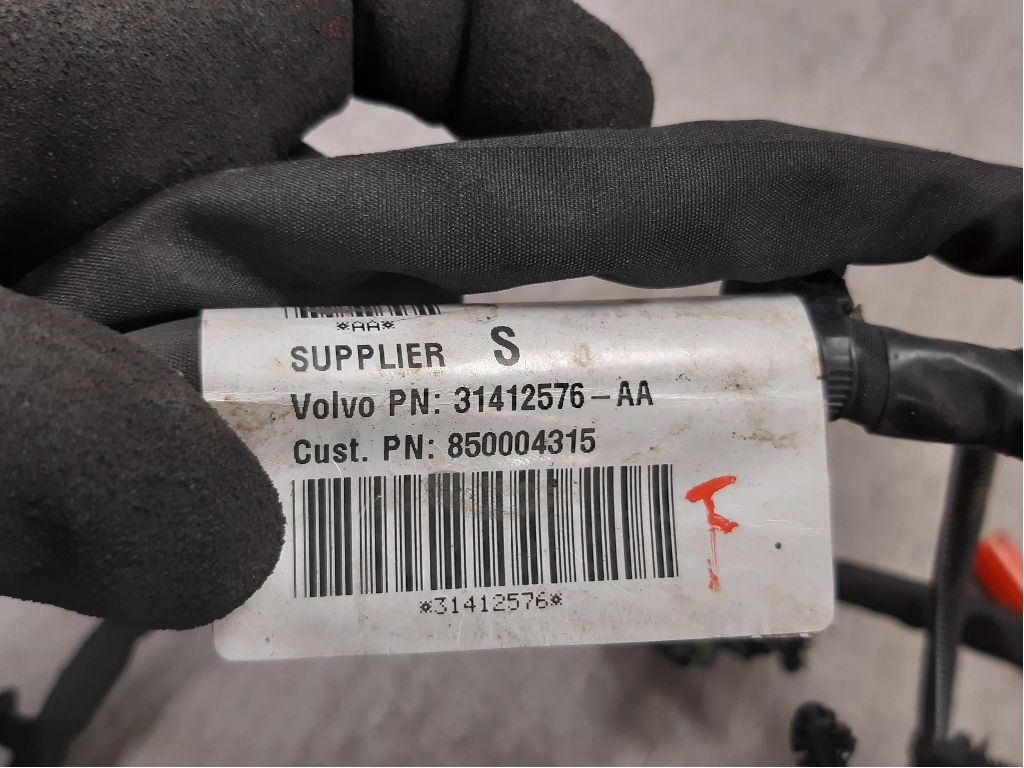 *AA*
SUPPLIER S
Volvo PN: 31412576-AA
Cust. PN: 850004315
*31412576*